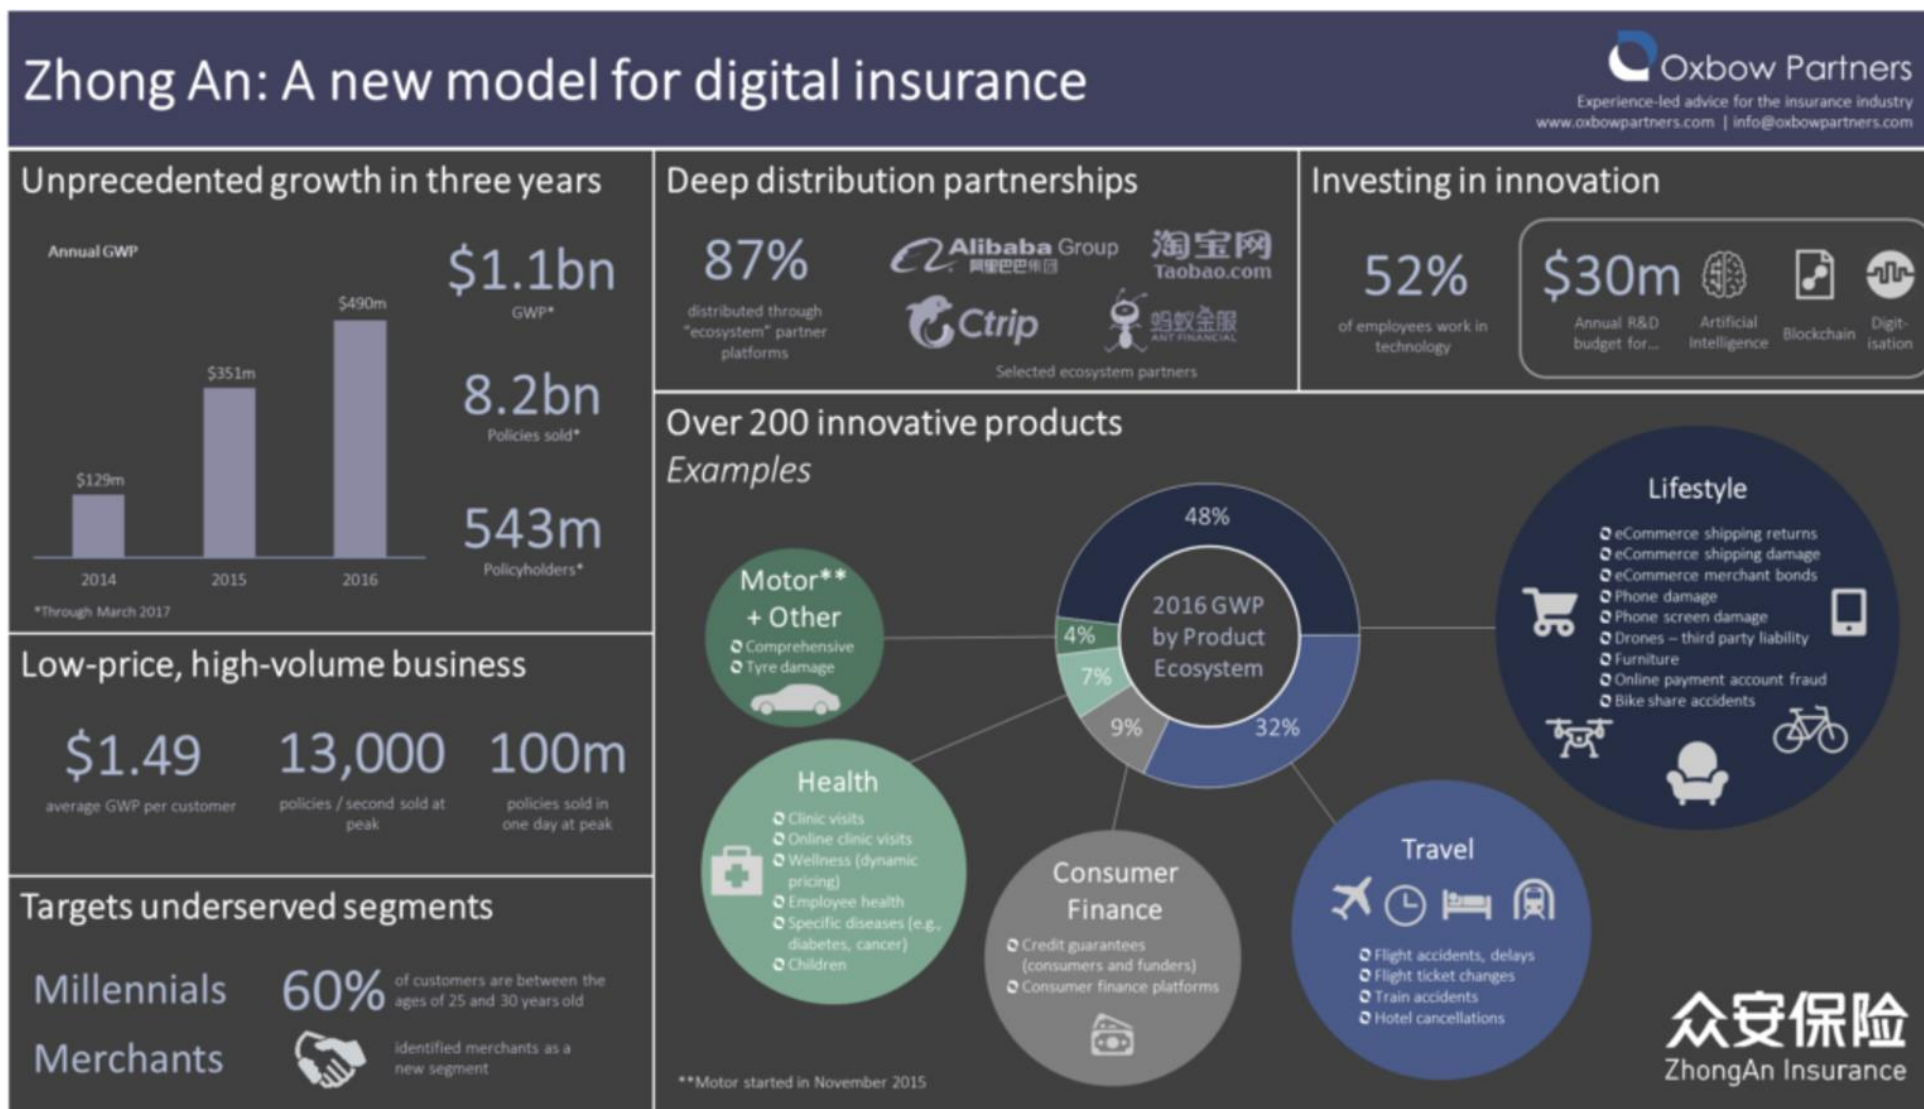 Zhong An: A new model for digital insurance
Oxbow Partners
Experience-led advice for the insurance industry
www.oxbowpartners.com | info@oxbowpartners.com
Unprecedented growth in three years
Annual GWP
$129m
$351m
$490m
2014
2015
2016
*Through March 2017
$1.1bn
GWP*
8.2bn
Policies sold*
543m
Policyholders*
Low-price, high-volume business
$1.49
average GWP per customer
13,000
policies / second sold at
peak
100m
policies sold in
one day at peak
Targets underserved segments
Millennials
60%
of customers are between the
ages of 25 and 30 years old
Merchants
identified merchants as a
new segment
Deep distribution partnerships
87%
distributed through
"ecosystem" partner
platforms
Alibaba Group
阿里巴巴集团
淘宝网
Taobao.com
Ctrip
蚂蚁金服
ANT FINANCIAL
Selected ecosystem partners
Investing in innovation
52%
of employees work in
technology
$30m
Annual R&D
budget for...
Artificial
Intelligence
Blockchain
Digit-
isation
Over 200 innovative products
Examples
2016 GWP
by Product
Ecosystem
48%
4%
7%
9%
32%
Motor**
+ Other
Comprehensive
Tyre damage
Health
Clinic visits
Online clinic visits
Wellness (dynamic
pricing)
Employee health
Specific diseases (e.g.,
diabetes, cancer)
Children
Consumer
Finance
Credit guarantees
(consumers and funders)
Consumer finance platforms
Travel
Flight accidents, delays
Flight ticket changes
Train accidents
Hotel cancellations
Lifestyle
eCommerce shipping returns
eCommerce shipping damage
eCommerce merchant bonds
Phone damage
Phone screen damage
Drones – third party liability
Furniture
Online payment account fraud
Bike share accidents
**Motor started in November 2015
众安保险
ZhongAn Insurance